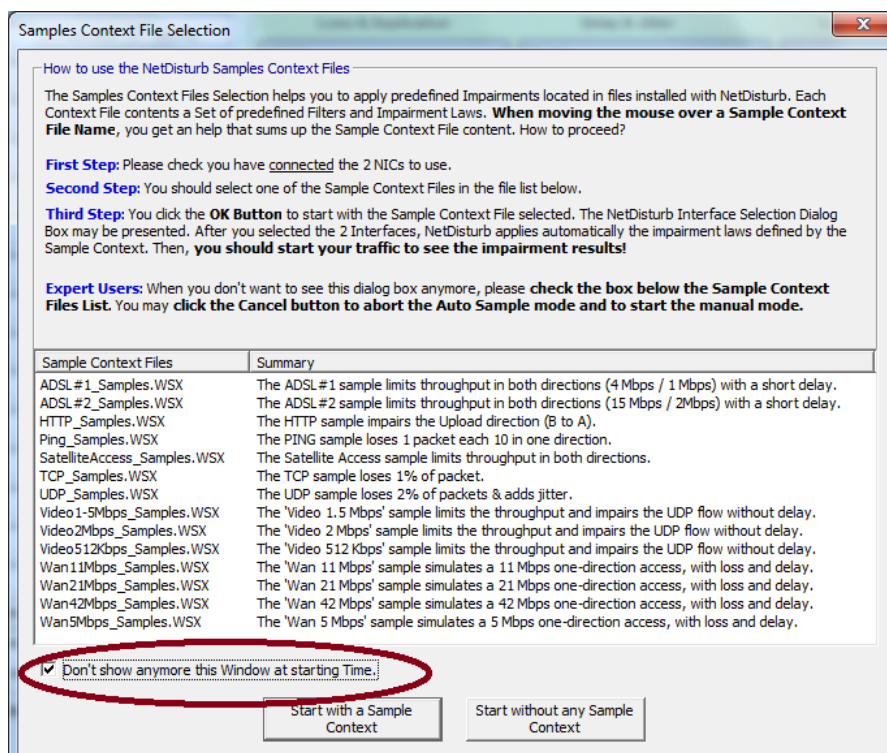 Samples Context File Selection
How to use the NetDisturb Samples Context Files
The Samples Context Files Selection helps you to apply predefined Impairments located in files installed with NetDisturb. Each
Context File contents a Set of predefined Filters and Impairment Laws. When moving the mouse over a Sample Context
File Name, you get an help that sums up the Sample Context File content. How to proceed?
First Step: Please check you have connected the 2 NICs to use.
Second Step: You should select one of the Sample Context Files in the file list below.
Third Step: You click the OK Button to start with the Sample Context File selected. The NetDisturb Interface Selection Dialog
Box may be presented. After you selected the 2 Interfaces, NetDisturb applies automatically the impairment laws defined by the
Sample Context. Then, you should start your traffic to see the impairment results!
Expert Users: When you don't want to see this dialog box anymore, please check the box below the Sample Context
Files List. You may click the Cancel button to abort the Auto Sample mode and to start the manual mode.
Sample Context Files Summary
ADSL#1_Samples.WSX The ADSL#1 sample limits throughput in both directions (4 Mbps / 1 Mbps) with a short delay.
ADSL#2_Samples.WSX The ADSL#2 sample limits throughput in both directions (15 Mbps / 2Mbps) with a short delay.
HTTP_Samples.WSX The HTTP sample impairs the Upload direction (B to A).
Ping_Samples.WSX The PING sample loses 1 packet each 10 in one direction.
SatelliteAccess_Samples.WSX The Satellite Access sample limits throughput in both directions.
TCP_Samples.WSX The TCP sample loses 1% of packet.
UDP_Samples.WSX The UDP sample loses 2% of packets & adds jitter.
Video1-5Mbps_Samples.WSX The 'Video 1.5 Mbps' sample limits the throughput and impairs the UDP flow without delay.
Video2Mbps_Samples.WSX The 'Video 2 Mbps' sample limits the throughput and impairs the UDP flow without delay.
Video512Kbps_Samples.WSX The 'Video 512 Kbps' sample limits the throughput and impairs the UDP flow without delay.
Wan11Mbps_Samples.WSX The 'Wan 11 Mbps' sample simulates a 11 Mbps one-direction access, with loss and delay.
Wan21Mbps_Samples.WSX The 'Wan 21 Mbps' sample simulates a 21 Mbps one-direction access, with loss and delay.
Wan42Mbps_Samples.WSX The 'Wan 42 Mbps' sample simulates a 42 Mbps one-direction access, with loss and delay.
Wan5Mbps_Samples.WSX The 'Wan 5 Mbps' sample simulates a 5 Mbps one-direction access, with loss and delay.
Don't show anymore this Window at starting Time.
Start with a Sample
Context
Start without any Sample
Context